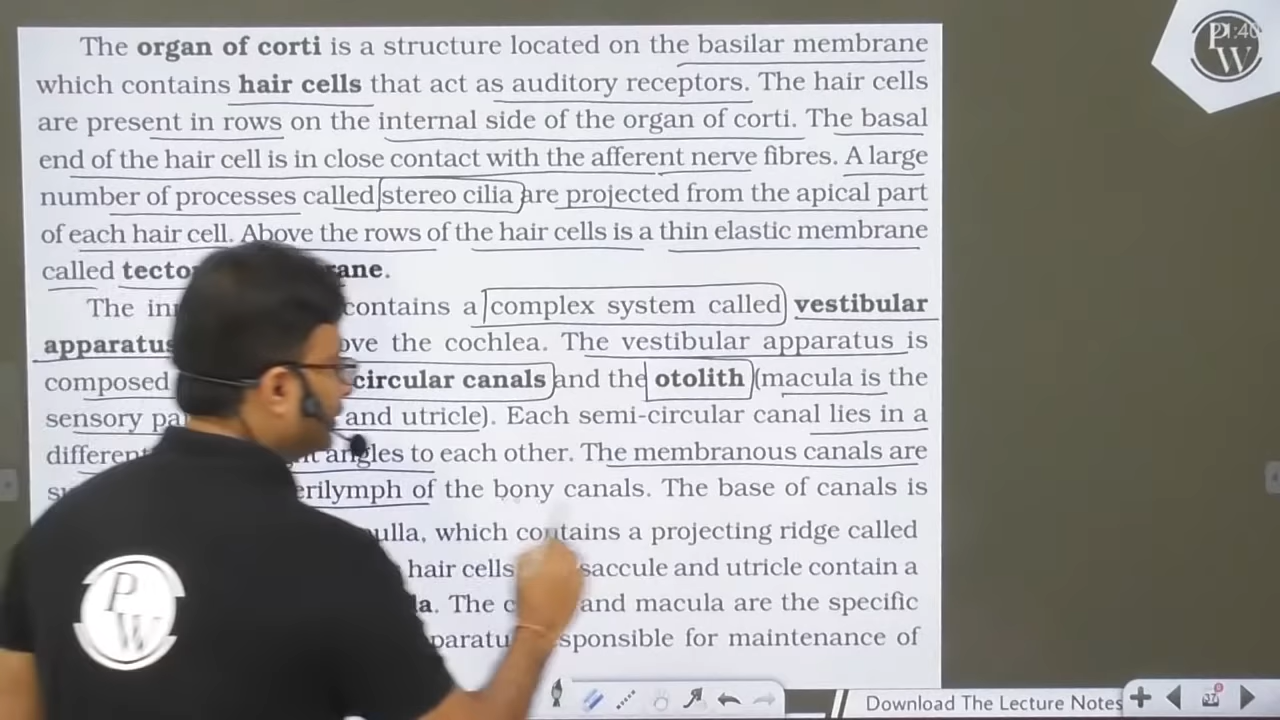 The organ of corti is a structure located on the basilar membrane
which contains hair cells that act as auditory receptors. The hair cells
are present in rows on the internal side of the organ of corti. The basal
end of the hair cell is in close contact with the afferent nerve fibres. A large
number of processes called stereo cilia are projected from the apical part
of each hair cell. Above the rows of the hair cells is a thin elastic membrane
called
The contains a complex system called vestibular
apparatus the cochlea. The vestibular apparatus is
composed circular canals and the otolith (macula is the
sensory and utricle). Each semi-circular canal lies in a
angles to each other. The membranous canals are
of the bony canals. The base of canals is
which contains a projecting ridge called
hair cells saccule and utricle contain a
The and macula are the specific
for maintenance of
PW
PW
Download The Lecture Notes